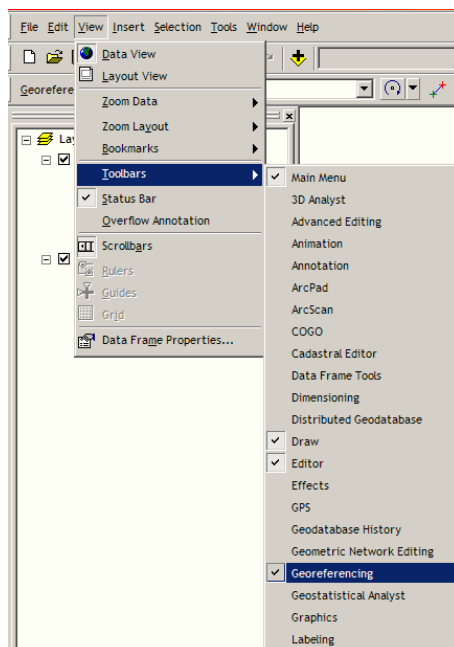 File Edit View Insert Selection Tools Window Help
Data View
Layout View
Georefere
Zoom Data
Zoom Layout
Bookmarks
Toolbars
Status Bar
Overflow Annotation
Scrollbars
Rulers
Guides
Grid
Data Frame Properties...
La
Main Menu
3D Analyst
Advanced Editing
Animation
Annotation
ArcPad
ArcScan
COGO
Cadastral Editor
Data Frame Tools
Dimensioning
Distributed Geodatabase
Draw
Editor
Effects
GPS
Geodatabase History
Geometric Network Editing
Georeferencing
Geostatistical Analyst
Graphics
Labeling